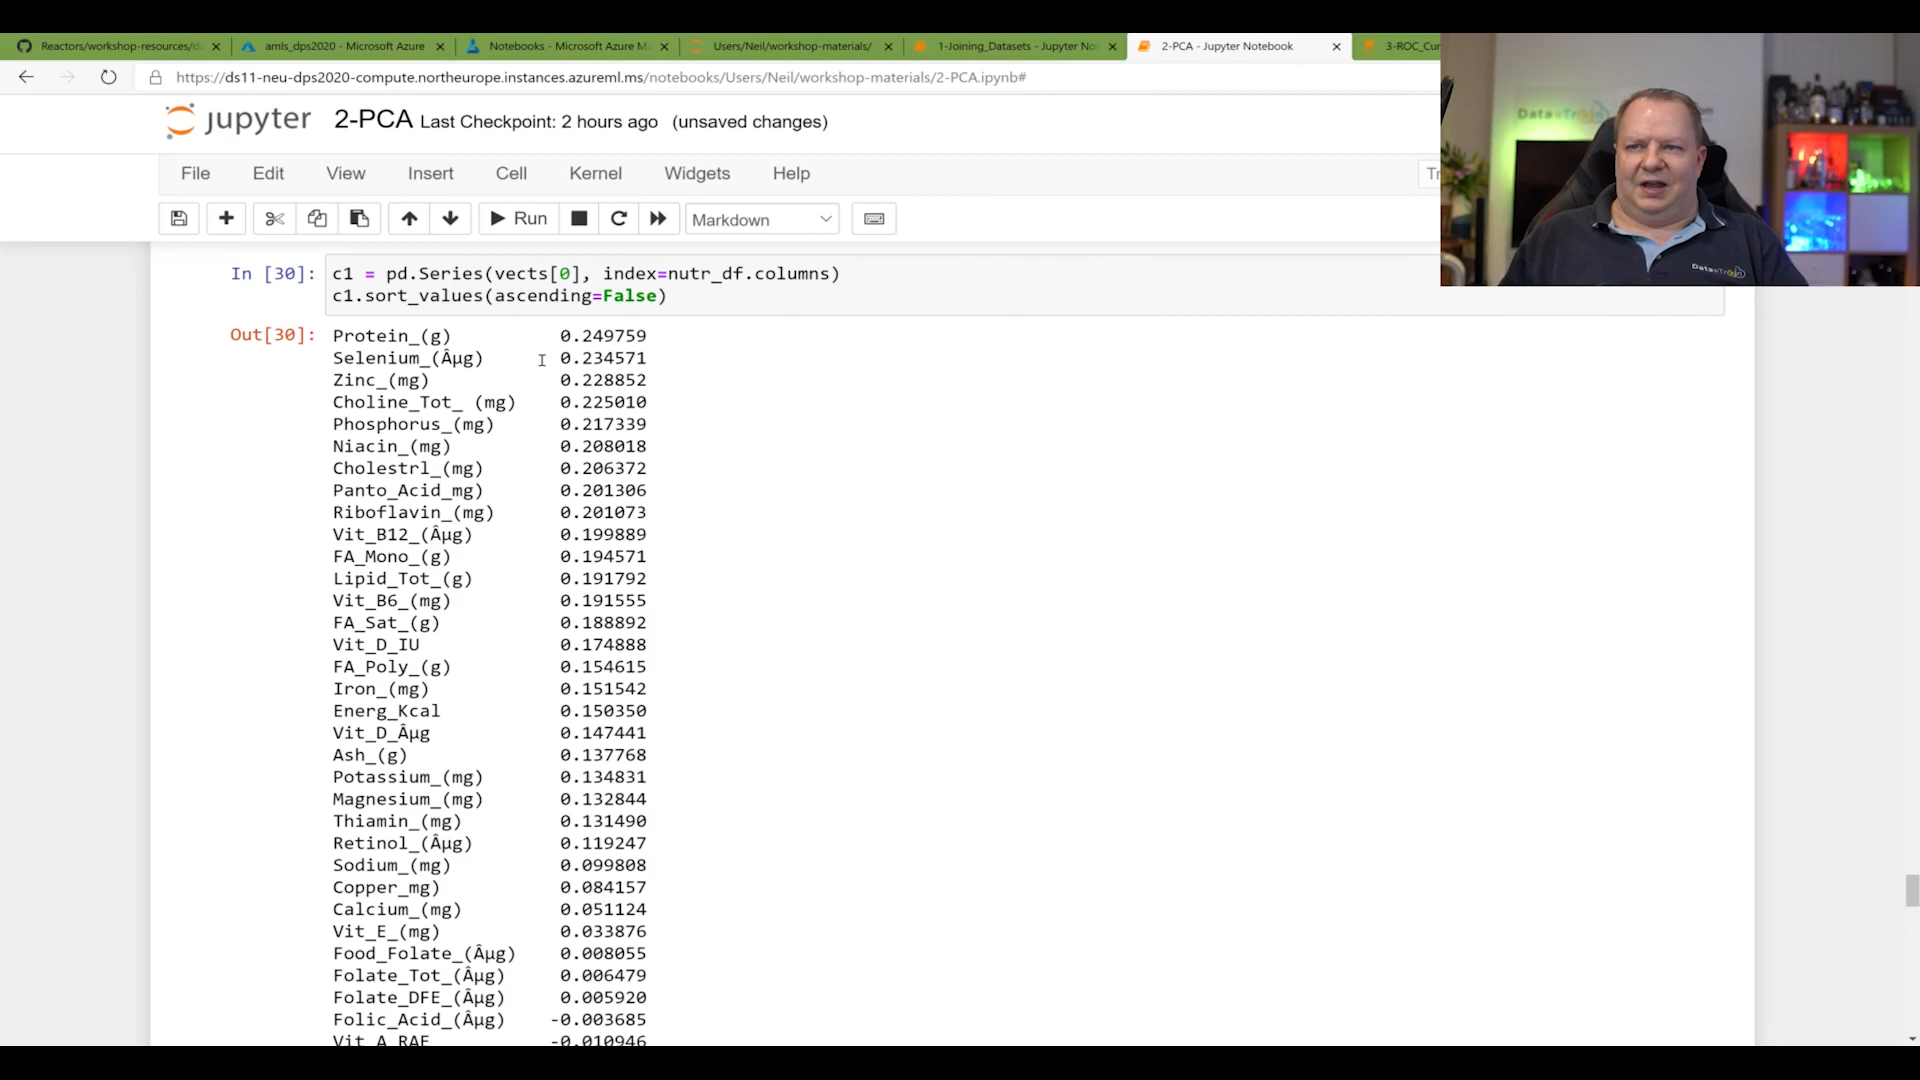 Reactors/workshop-resources/da
amls_dps2020 - Microsoft Azure
Notebooks - Microsoft Azure M
Users/Neil/workshop-materials/
1-Joining_Datasets - Jupyter No
2-PCA - Jupyter Notebook
3-ROC_Cur
https://ds11-neu-dps2020-compute.northeurope.instances.azureml.ms/notebooks/Users/Neil/workshop-materials/2-PCA.ipynb#
jupyter 2-PCA Last Checkpoint: 2 hours ago (unsaved changes)
File Edit View Insert Cell Kernel Widgets Help Tr
Run Markdown
In [30]: c1 = pd.Series(vects[0], index=nutr_df.columns)
c1.sort_values(ascending=False)
Out[30]: Protein_(g) 0.249759
Selenium_(Âµg) 0.234571
Zinc_(mg) 0.228852
Choline_Tot_ (mg) 0.225010
Phosphorus_(mg) 0.217339
Niacin_(mg) 0.208018
Cholestrl_(mg) 0.206372
Panto_Acid_mg) 0.201306
Riboflavin_(mg) 0.201073
Vit_B12_(Âµg) 0.199889
FA_Mono_(g) 0.194571
Lipid_Tot_(g) 0.191792
Vit_B6_(mg) 0.191555
FA_Sat_(g) 0.188892
Vit_D_IU 0.174888
FA_Poly_(g) 0.154615
Iron_(mg) 0.151542
Energ_Kcal 0.150350
Vit_D_Âµg 0.147441
Ash_(g) 0.137768
Potassium_(mg) 0.134831
Magnesium_(mg) 0.132844
Thiamin_(mg) 0.131490
Retinol_(Âµg) 0.119247
Sodium_(mg) 0.099808
Copper_mg) 0.084157
Calcium_(mg) 0.051124
Vit_E_(mg) 0.033876
Food_Folate_(Âµg) 0.008055
Folate_Tot_(Âµg) 0.006479
Folate_DFE_(Âµg) 0.005920
Folic_Acid_(Âµg) -0.003685
Vit_A_RAE -0.010946